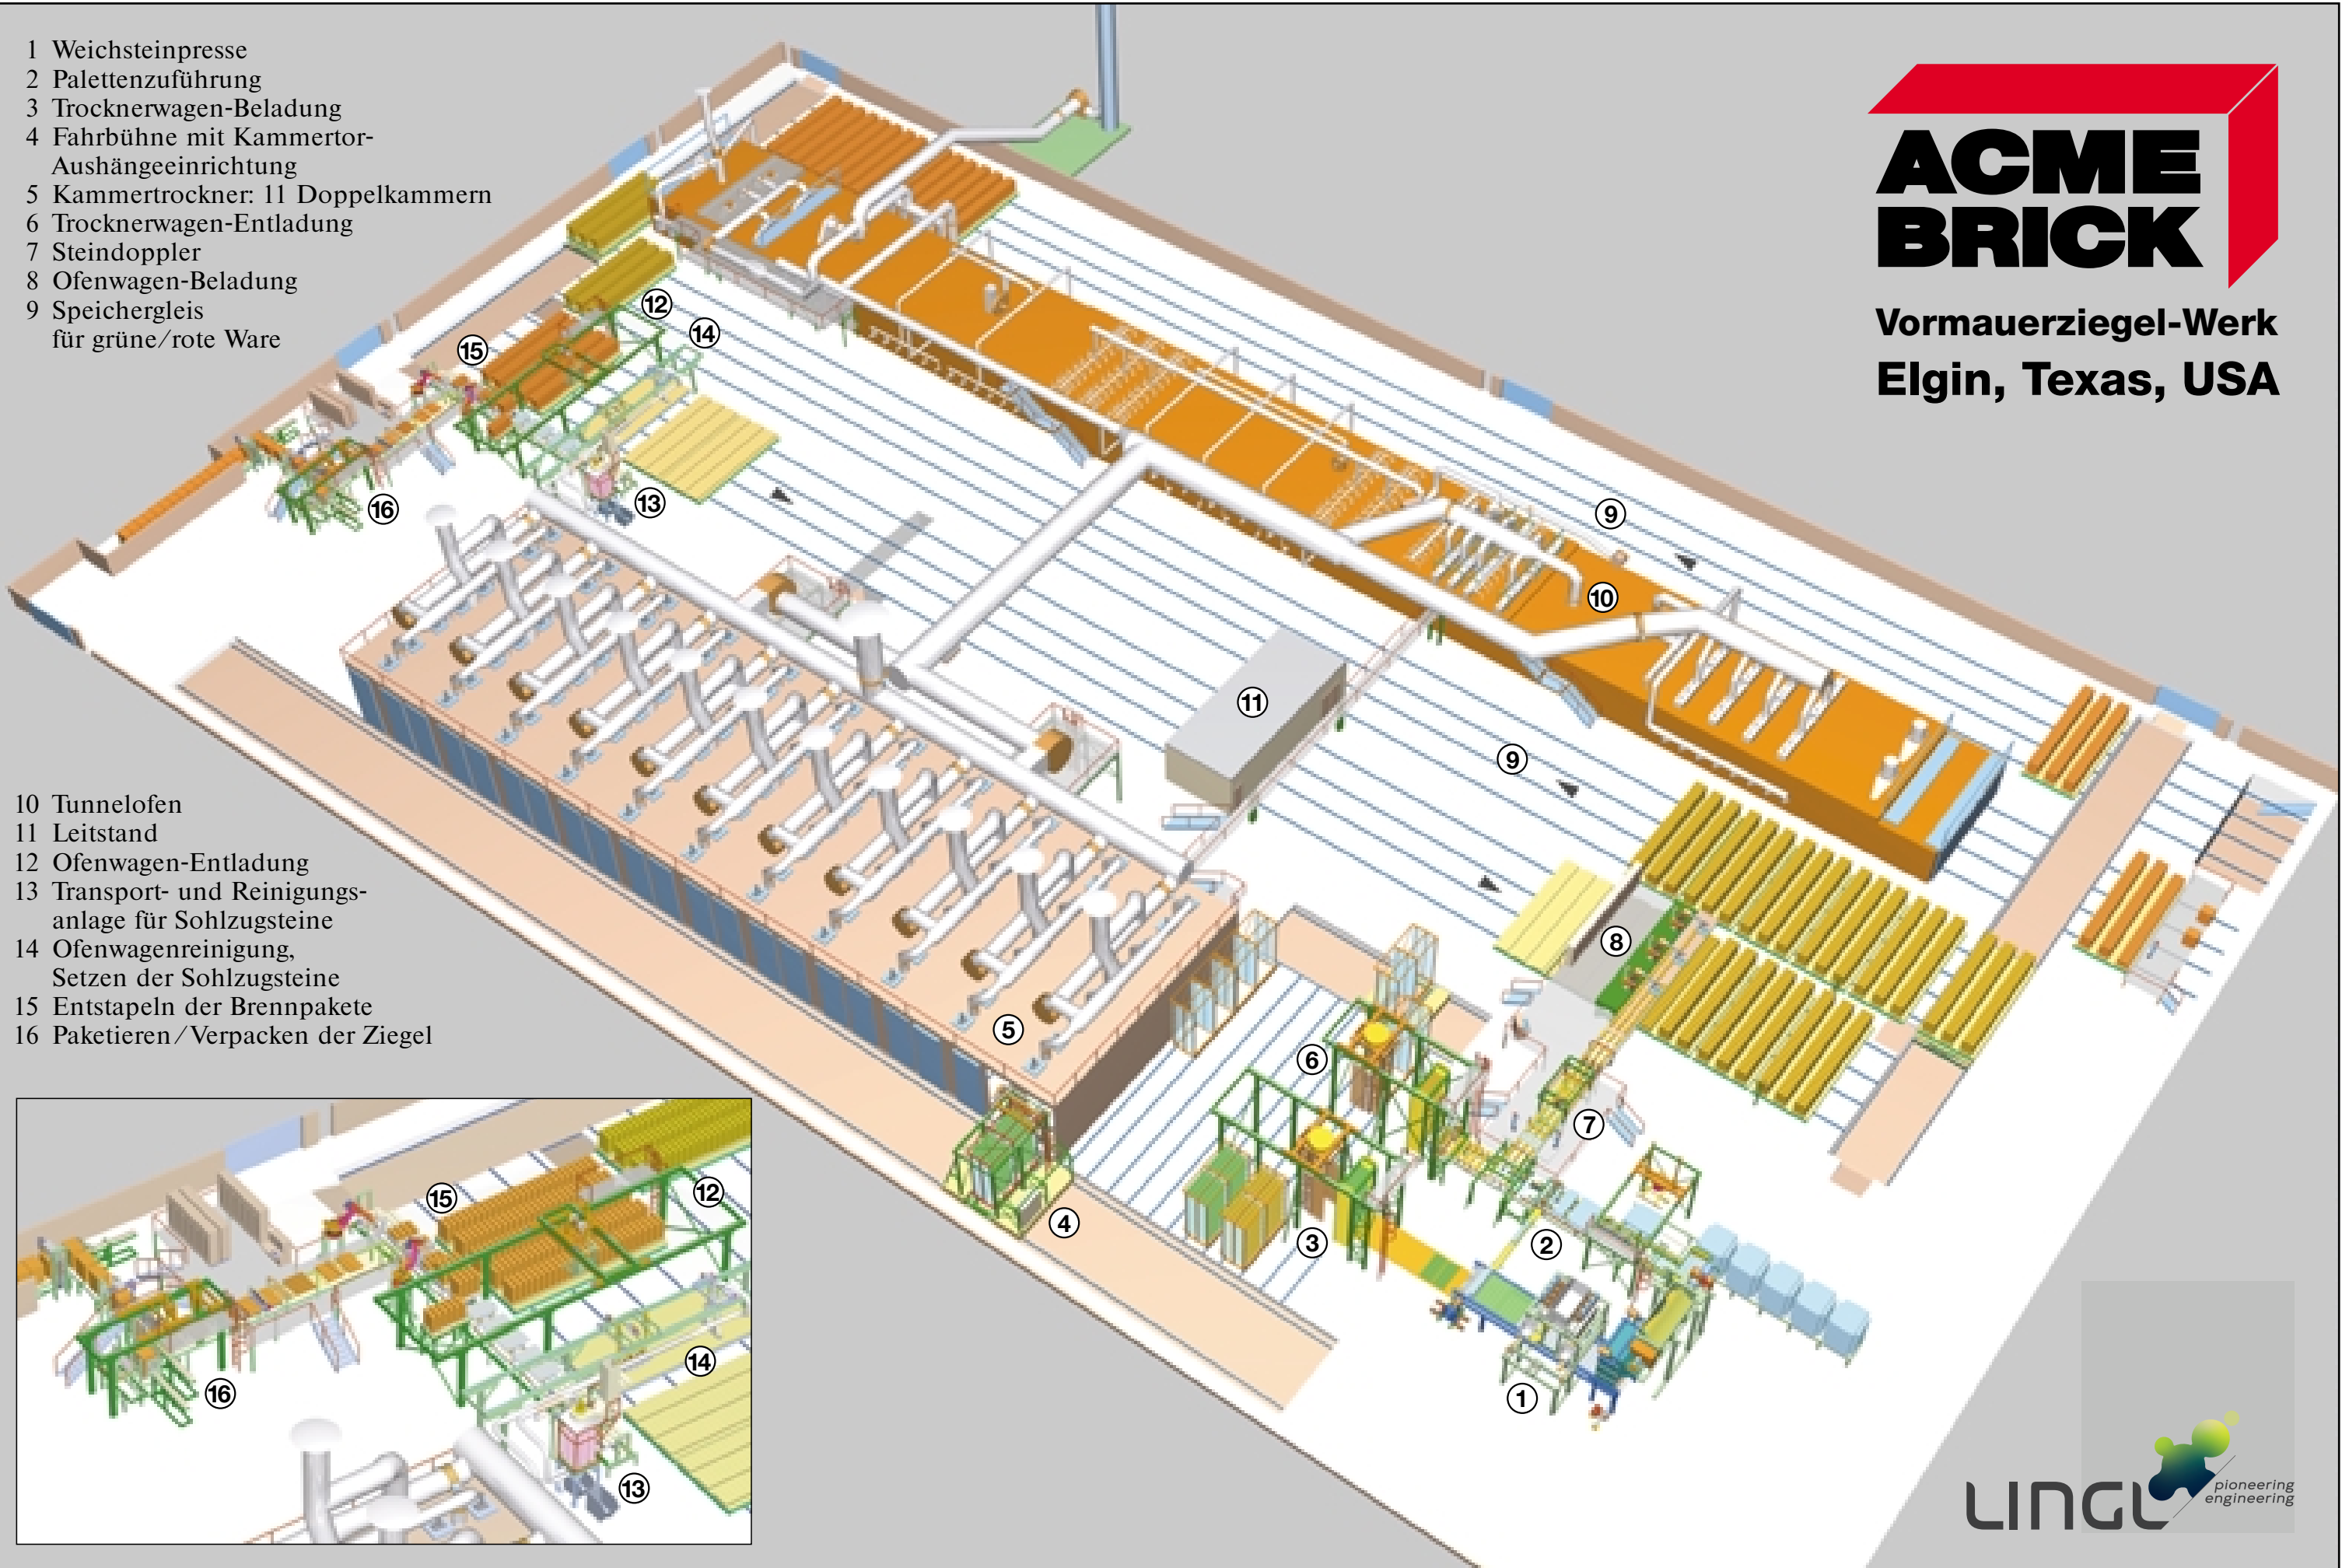 1 Weichsteinpresse
2 Palettenzuführung
3 Trocknerwagen-Beladung
4 Fahrbühne mit Kammertor-
Aushängeeinrichtung
5 Kammertrockner: 11 Doppelkammern
6 Trocknerwagen-Entladung
7 Steindoppler
8 Ofenwagen-Beladung
9 Speichergleis
für grüne/rote Ware
ACME
BRICK
Vormauerziegel-Werk
Elgin, Texas, USA
12
14
15
16
13
9
10
11
9
8
5
6
7
4
3
2
1
10 Tunnelofen
11 Leitstand
12 Ofenwagen-Entladung
13 Transport- und Reinigungs-
anlage für Sohlzugsteine
14 Ofenwagenreinigung,
Setzen der Sohlzugsteine
15 Entstapeln der Brennpakete
16 Paketieren/Verpacken der Ziegel
15
12
14
16
13
LINGL
pioneering
engineering